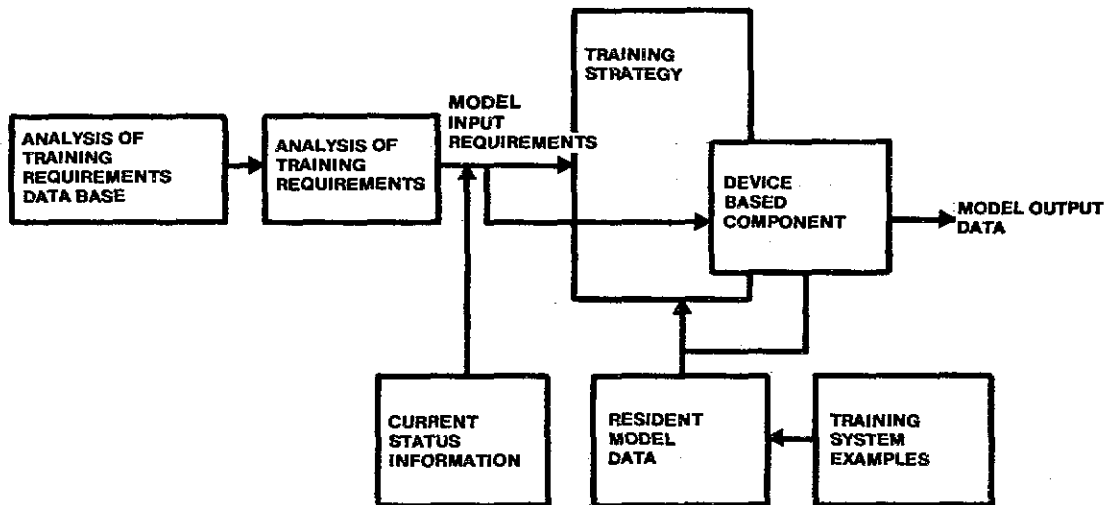 TRAINING
STRATEGY
MODEL
INPUT
REQUIREMENTS
ANALYSIS OF
TRAINING
REQUIREMENTS
DATA BASE
ANALYSIS OF
TRAINING
REQUIREMENTS
DEVICE
BASED
COMPONENT
MODEL OUTPUT
DATA
CURRENT
STATUS
INFORMATION
RESIDENT
MODEL
DATA
TRAINING
SYSTEM
EXAMPLES